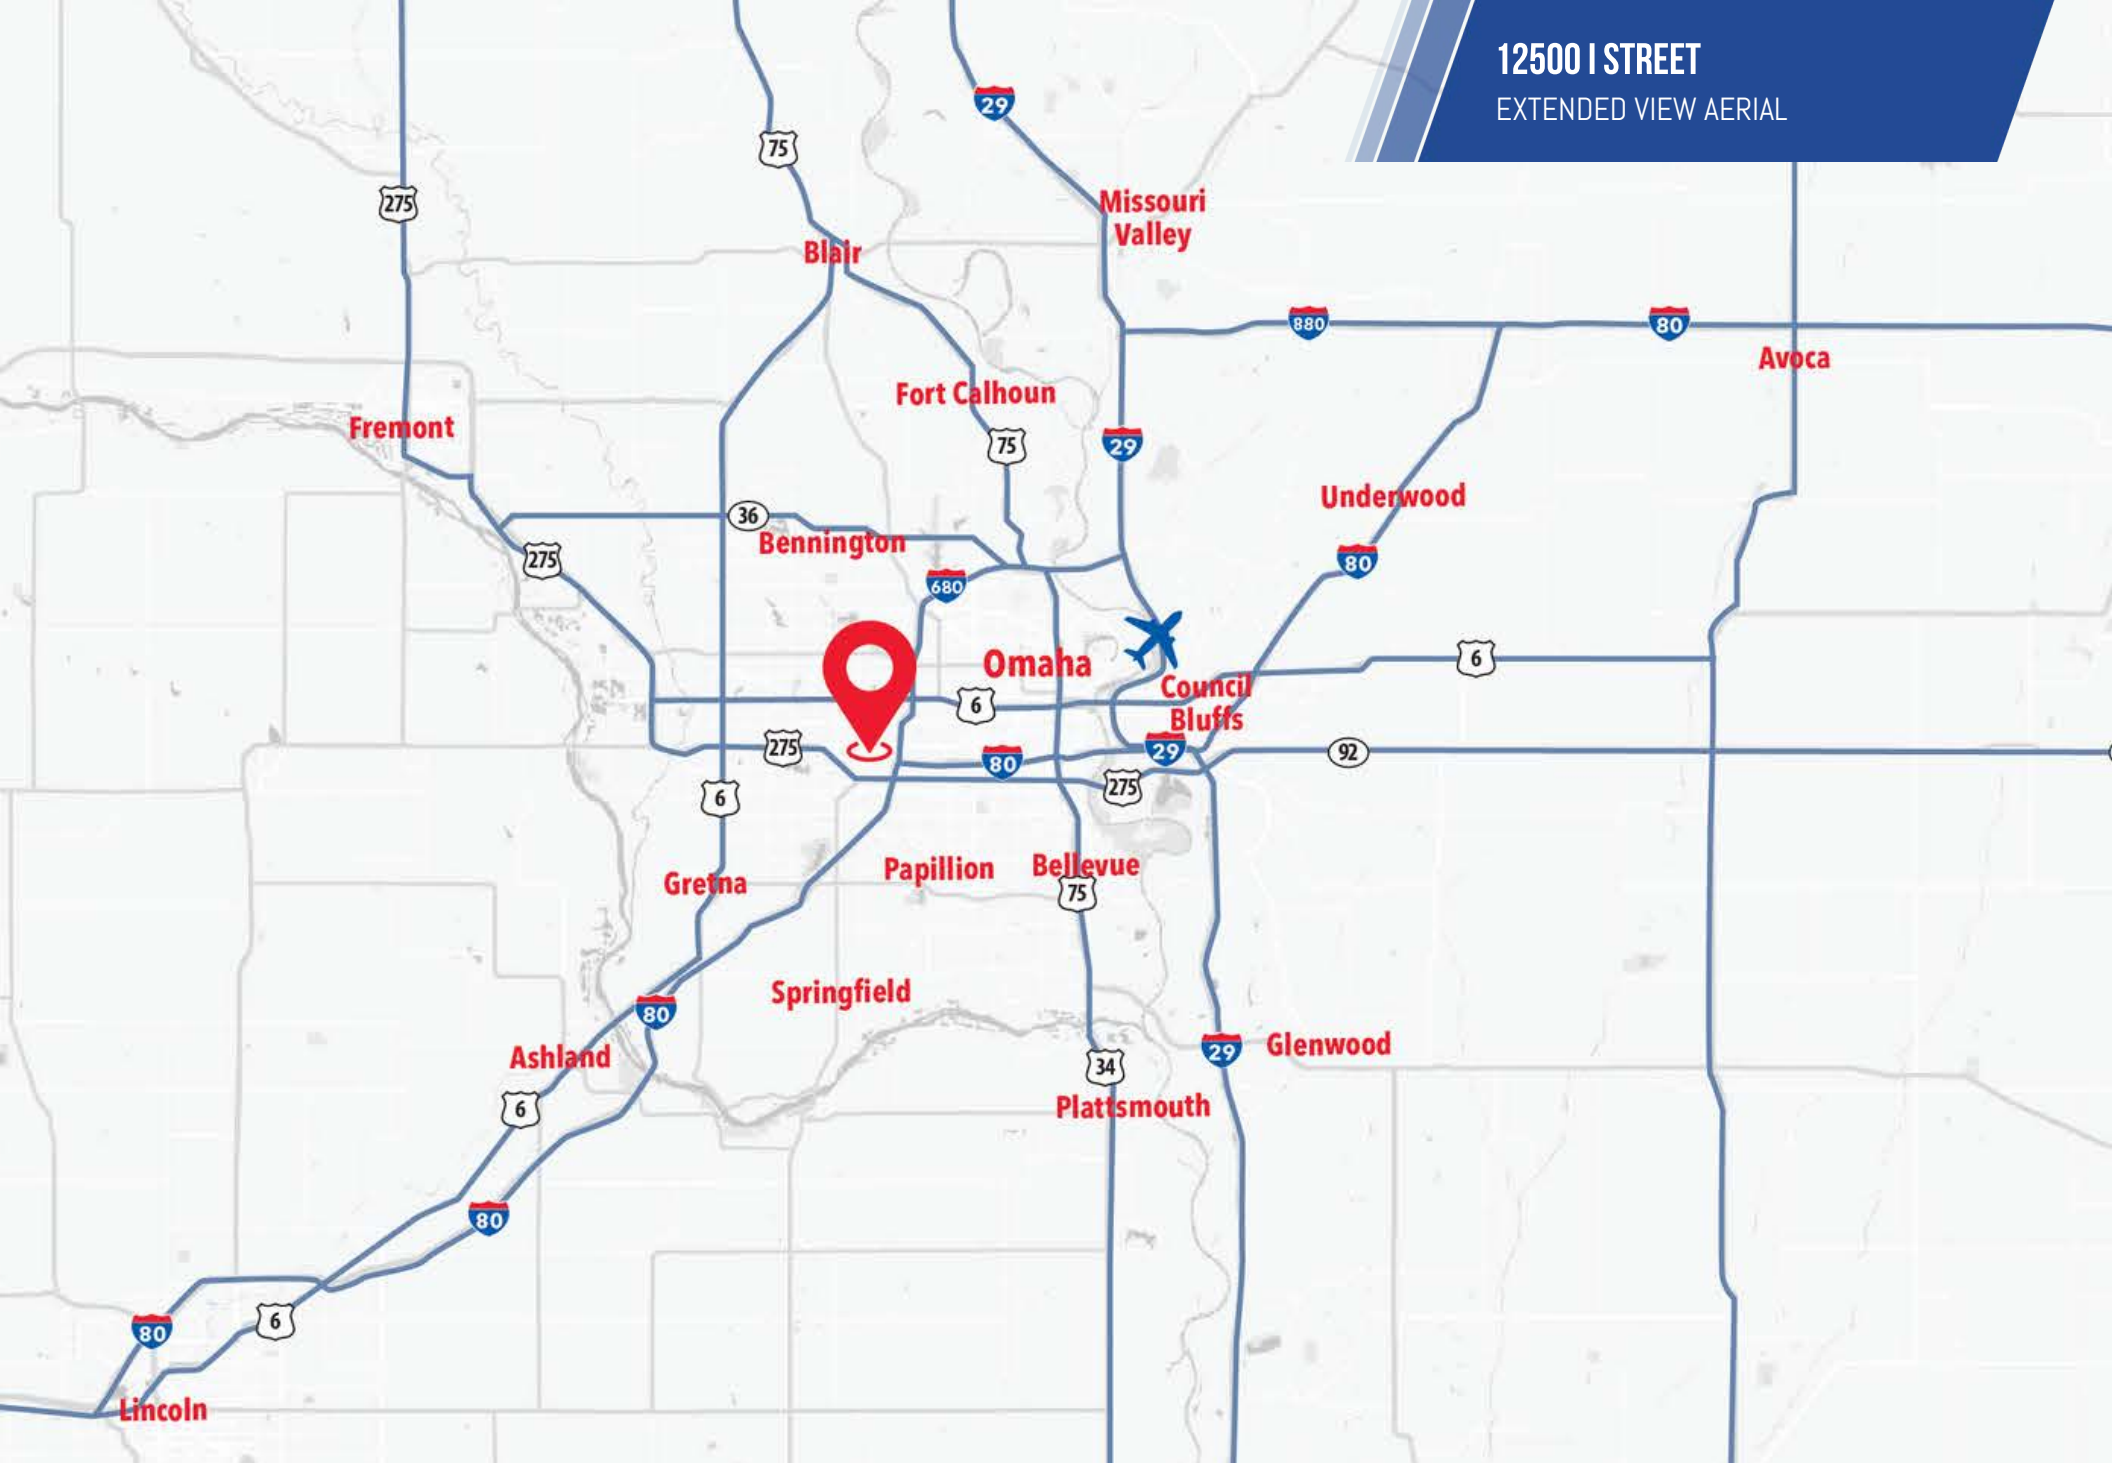 12500 I STREET
EXTENDED VIEW AERIAL
29
75
275
Missouri
Valley
Blair
880
80
Avoca
Fort Calhoun
Fremont
75
29
Underwood
36
Bennington
275
80
680
Omaha
6
Council
Bluffs
6
275
29
80
92
275
6
Papillion
Bellevue
Gretna
75
Springfield
80
Ashland
29
Glenwood
34
6
Plattsmouth
80
80
6
Lincoln